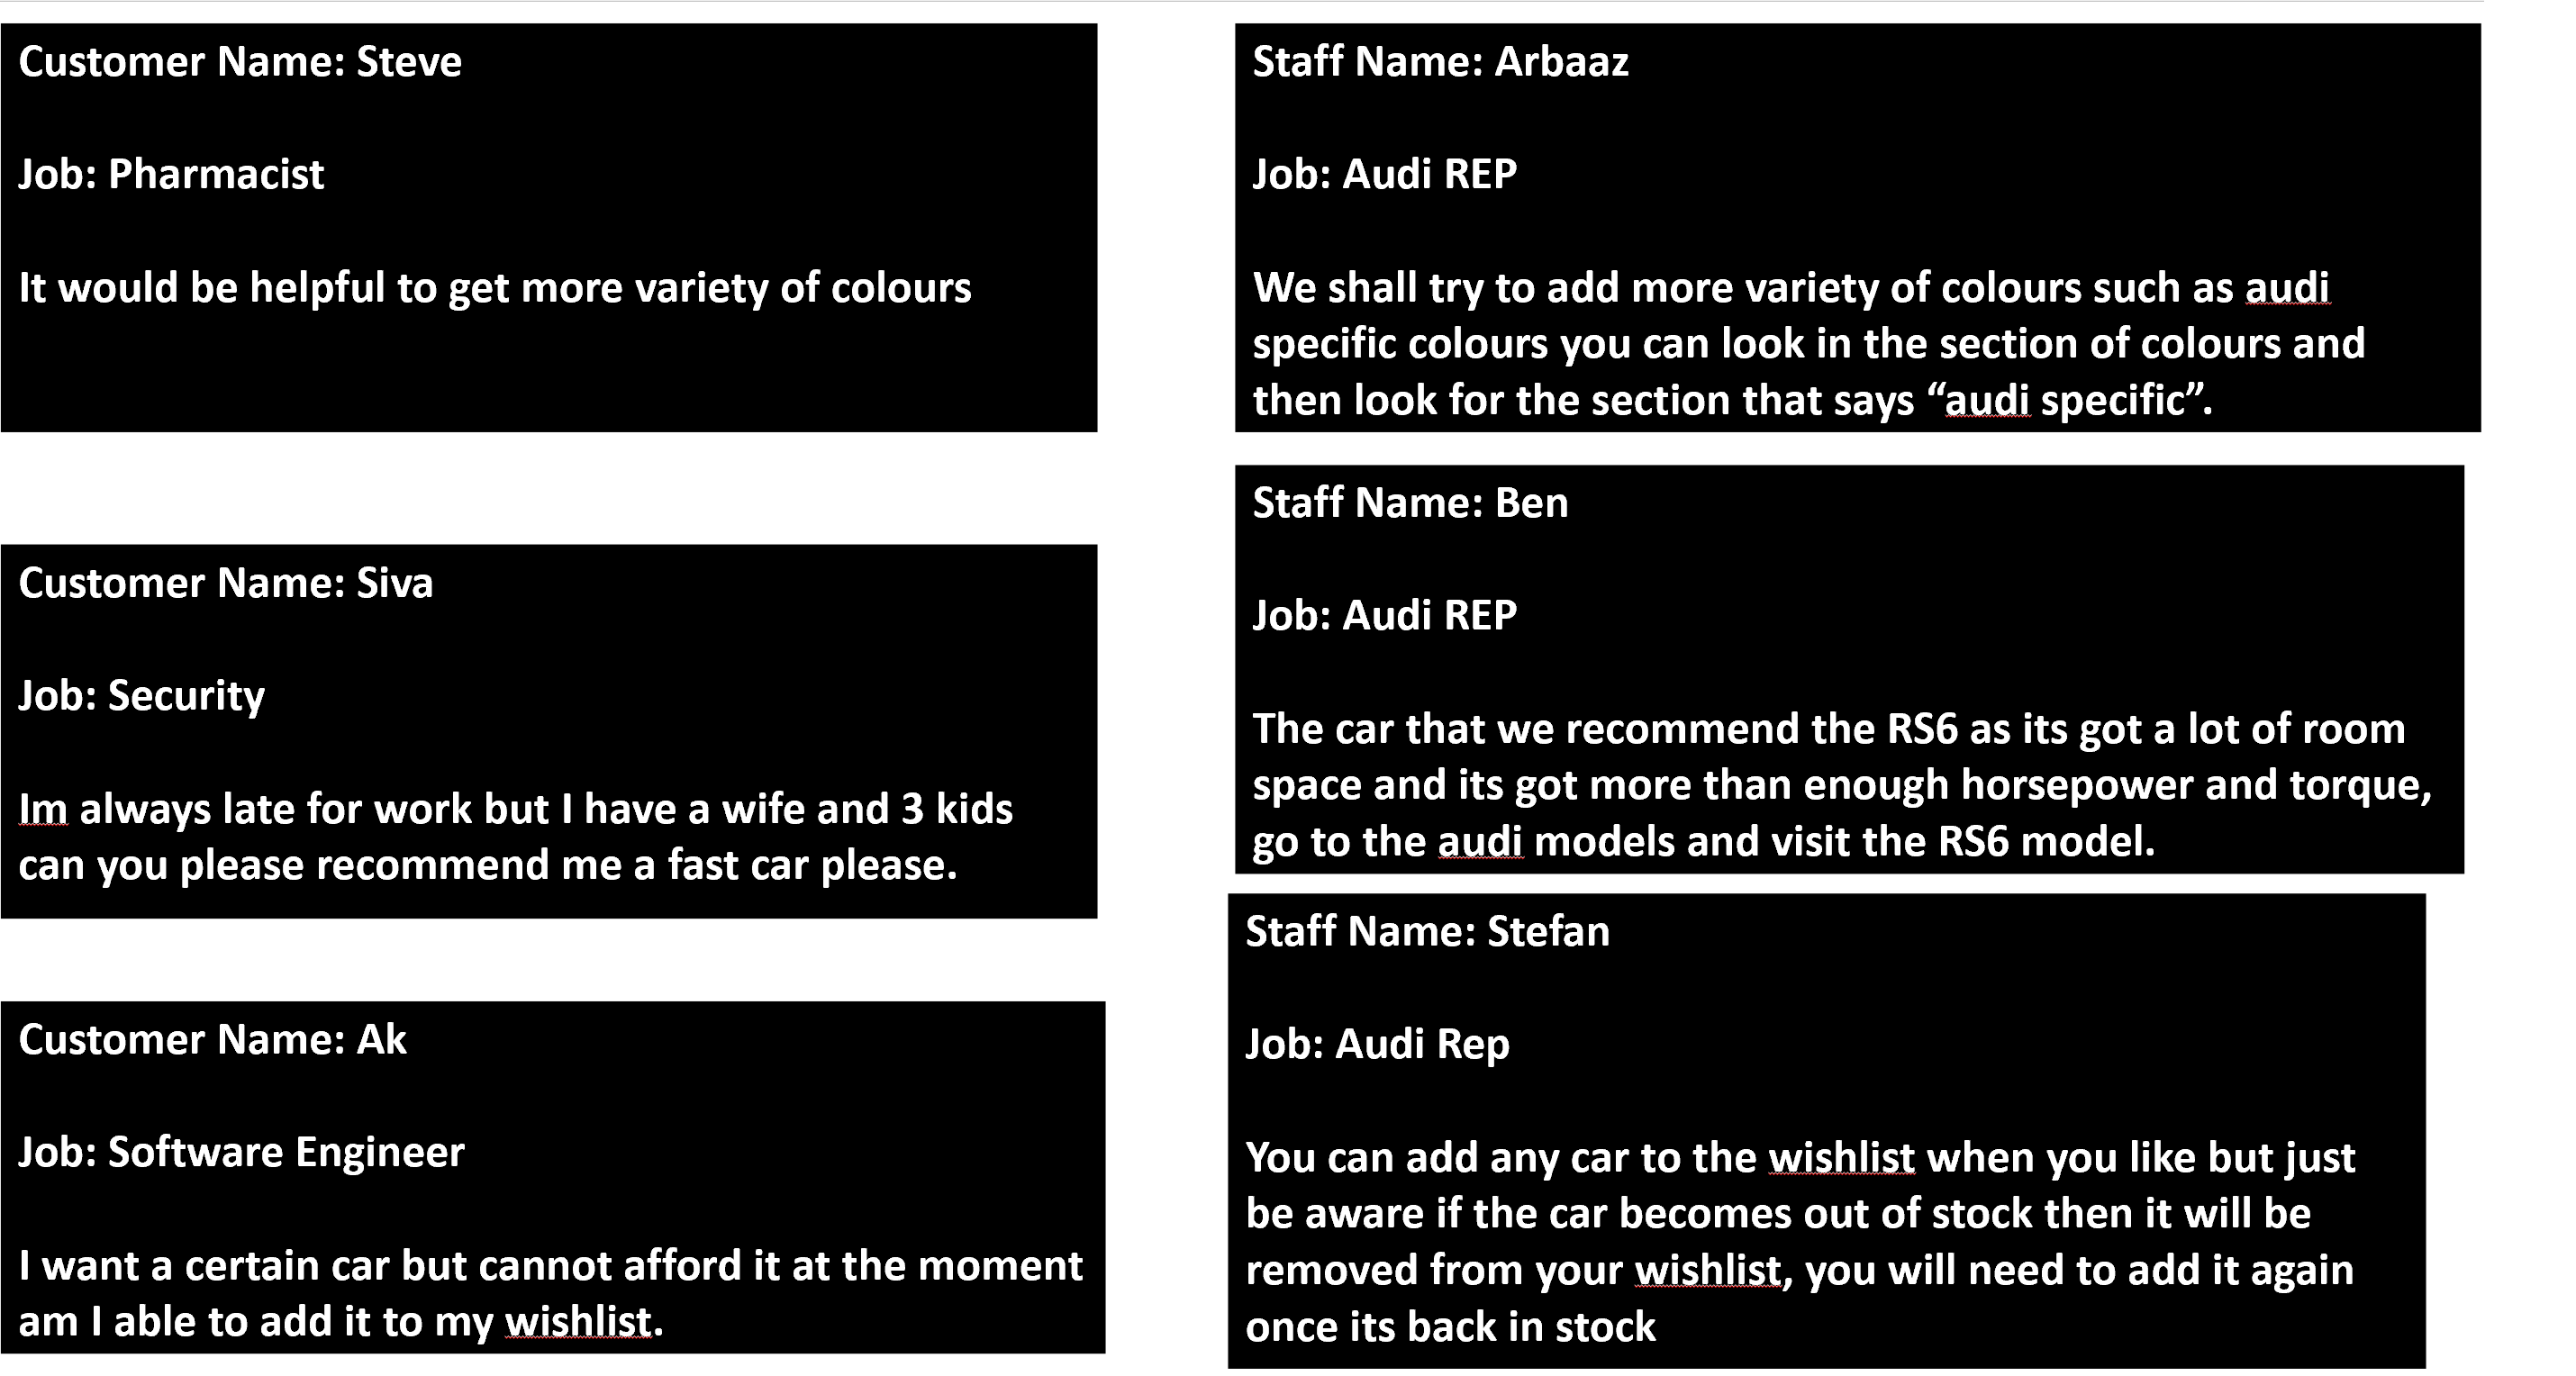 Customer Name: Steve
Job: Pharmacist
It would be helpful to get more variety of colours
Staff Name: Arbaaz
Job: Audi REP
We shall try to add more variety of colours such as audi
specific colours you can look in the section of colours and
then look for the section that says “audi specific”.
Customer Name: Siva
Job: Security
Im always late for work but I have a wife and 3 kids
can you please recommend me a fast car please.
Staff Name: Ben
Job: Audi REP
The car that we recommend the RS6 as its got a lot of room
space and its got more than enough horsepower and torque,
go to the audi models and visit the RS6 model.
Customer Name: Ak
Job: Software Engineer
I want a certain car but cannot afford it at the moment
am I able to add it to my wishlist.
Staff Name: Stefan
Job: Audi Rep
You can add any car to the wishlist when you like but just
be aware if the car becomes out of stock then it will be
removed from your wishlist, you will need to add it again
once its back in stock